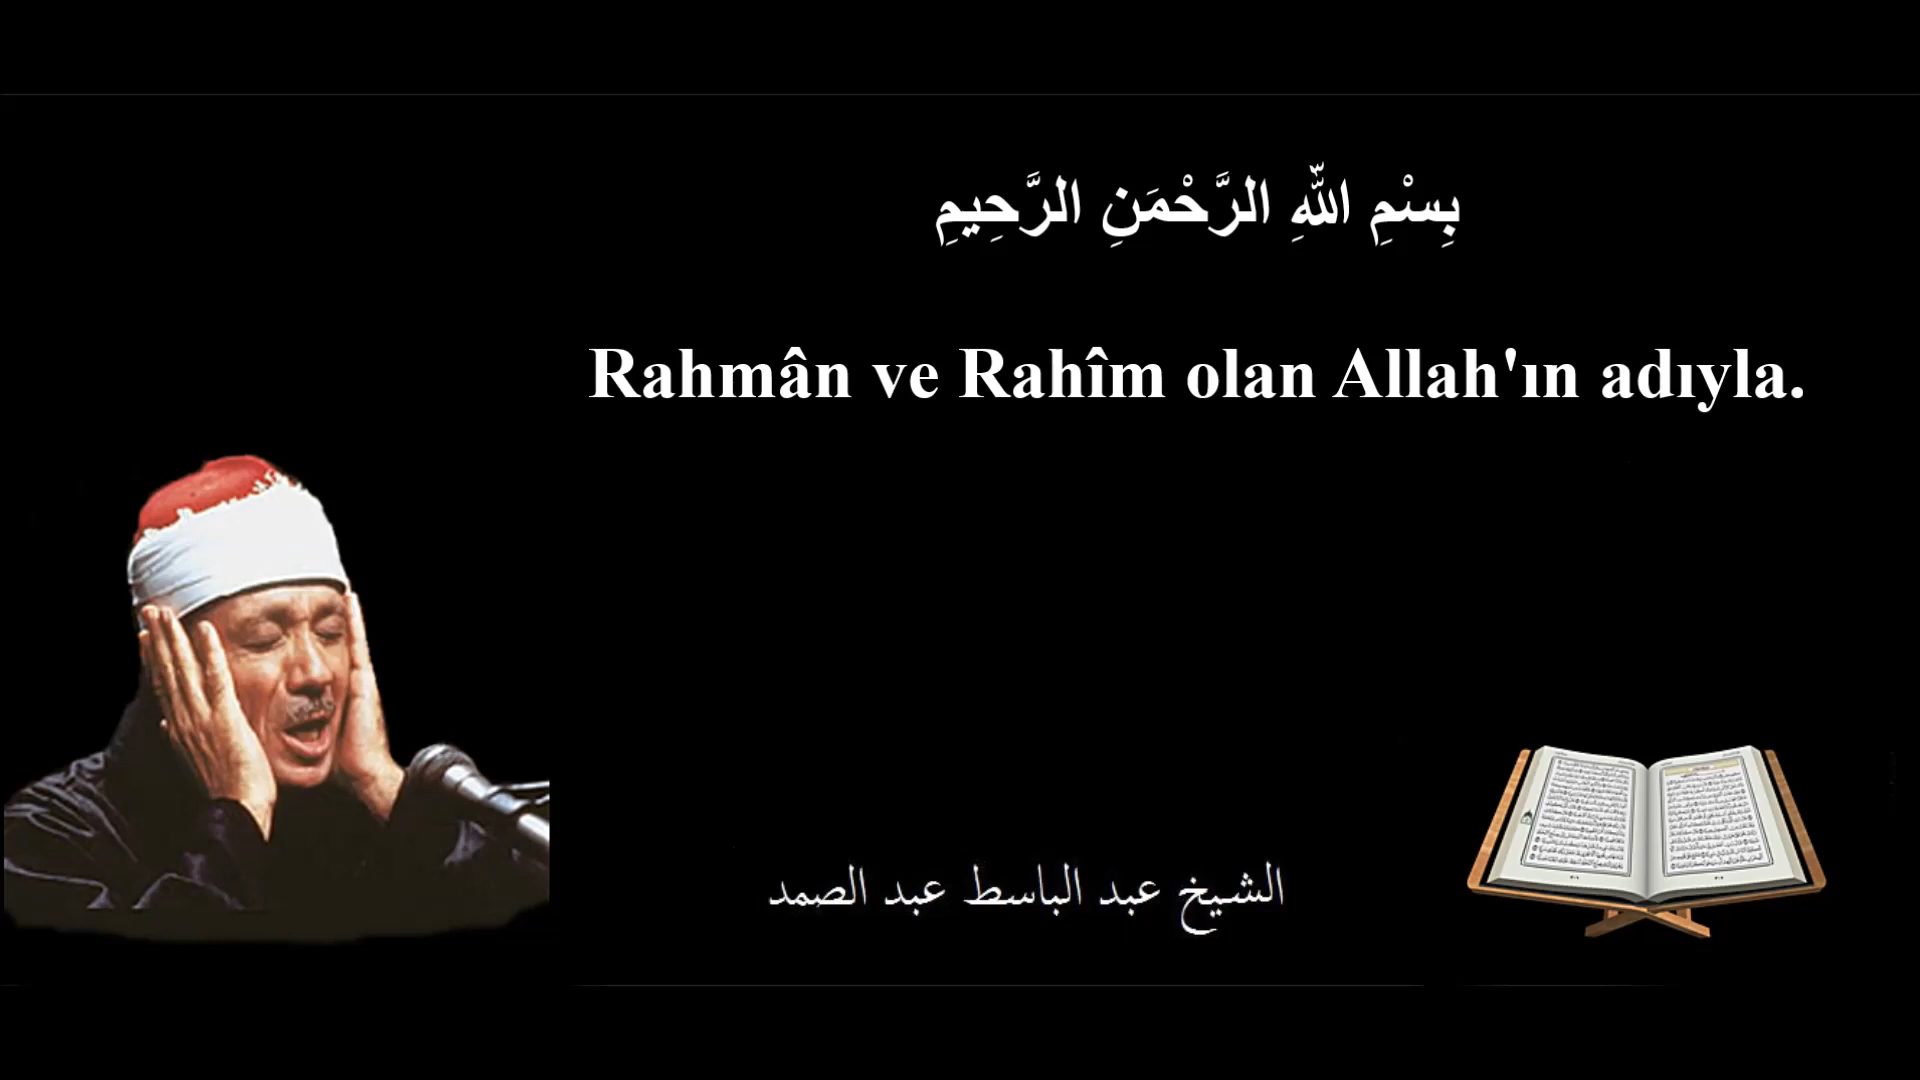 بِسْمِ اللّٰهِ الرَّحْمَنِ الرَّحِيمِ
Rahmân ve Rahîm olan Allah'ın adıyla.
الشيخ عبد الباسط عبد الصمد